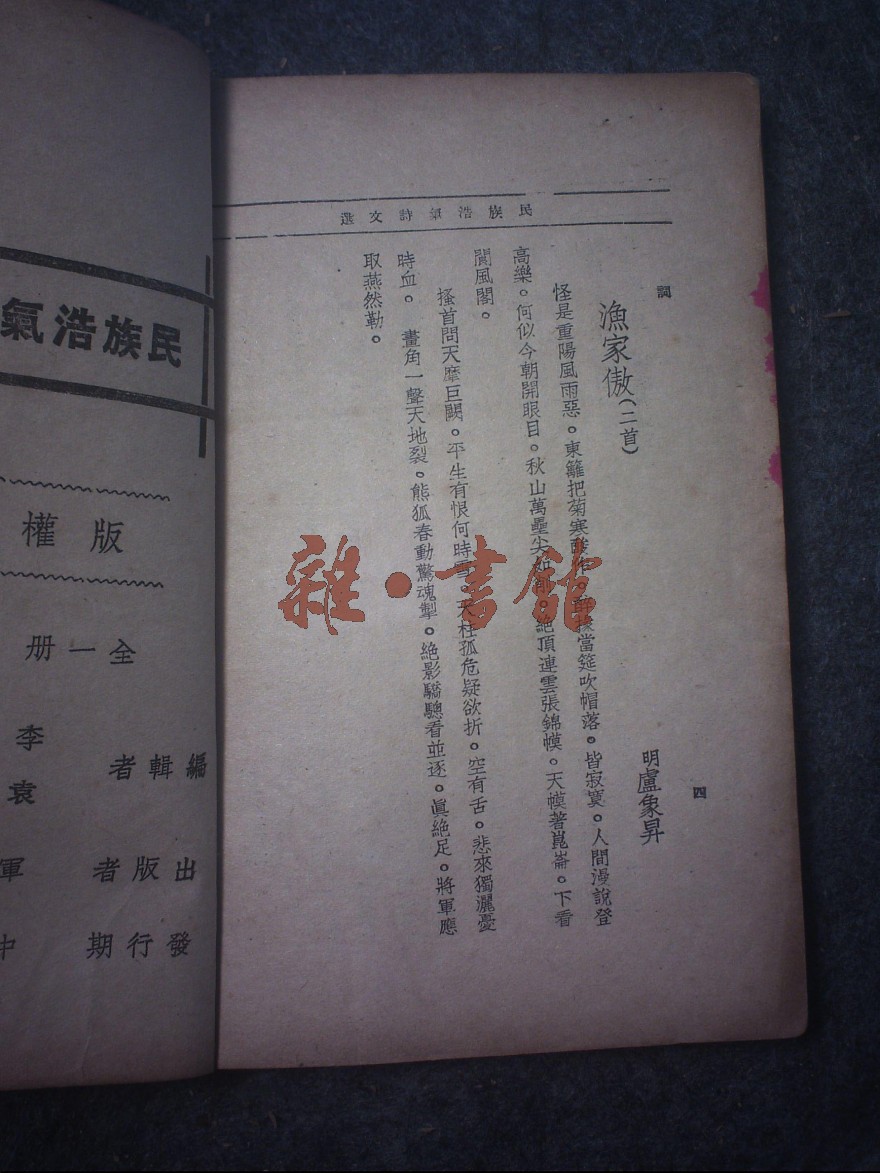 民族浩氣詩文選
詞
四
漁家傲(二首)
明盧象昇
怪是重陽風雨惡。東籬把菊寒 當筵吹帽落。皆寂寞。人間漫說登
高樂。何似今朝開眼目。秋山萬疊尖 絕頂連雲張錦幙。天幙著崑崙。下看
閬風閣。
搔首問天摩巨闕。平生有恨何時雪。天柱孤危疑欲折。空有舌。悲來獨灑憂
時血。畫角一聲天地裂。熊狐春動驚魂掣。絕影驕驄看並逐。眞絕足。將軍應
取燕然勒。
民族浩氣
版權
全一册
編輯者 李
袁
出版者 軍
發行期 中
雜·書館